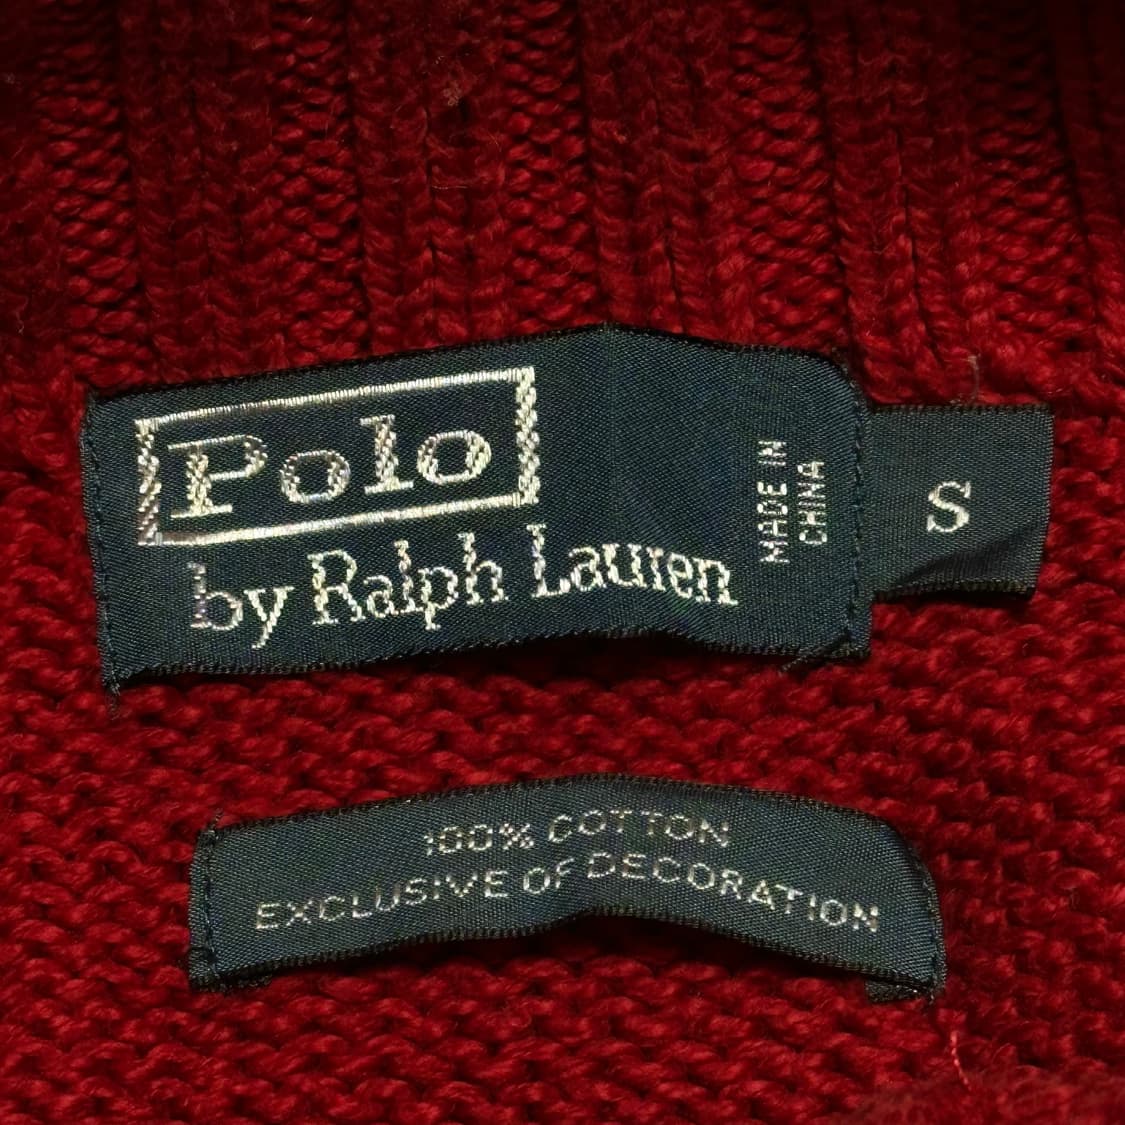 Polo
by Ralph Lauren
MADE IN
CHINA
S
100% COTTON
EXCLUSIVE OF DECORATION